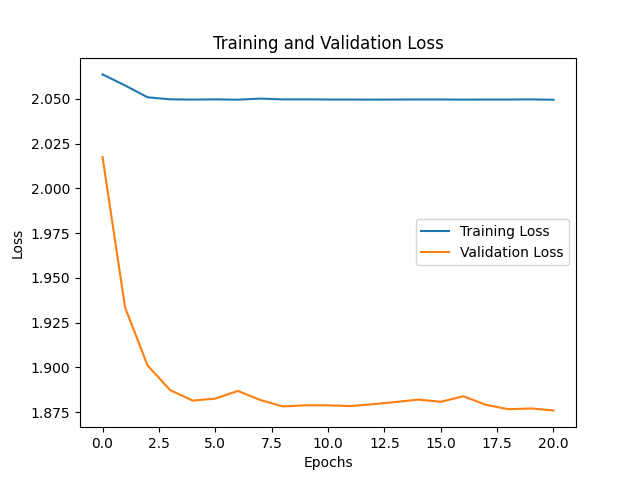 Training and Validation Loss
2.050
2.025
2.000
1.975
1.950
1.925
1.900
1.875
Loss
Training Loss
Validation Loss
0.0 2.5 5.0 7.5 10.0 12.5 15.0 17.5 20.0
Epochs